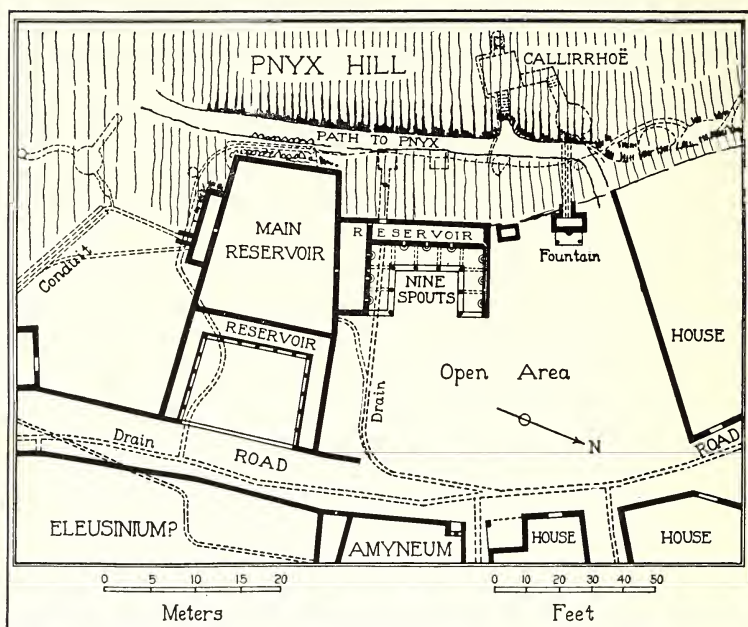 PNYX HILL
CALLIRRHOË
PATH TO PNYX
MAIN
RESERVOIR
RESERVOIR
NINE
SPOUTS
Fountain
Conduit
RESERVOIR
HOUSE
Open Area
Drain
N
Drain
ROAD
ROAD
ELEUSINIUM?
AMYNEUM
HOUSE
HOUSE
0 5 10 15 20
Meters
0 10 20 30 40 50
Feet